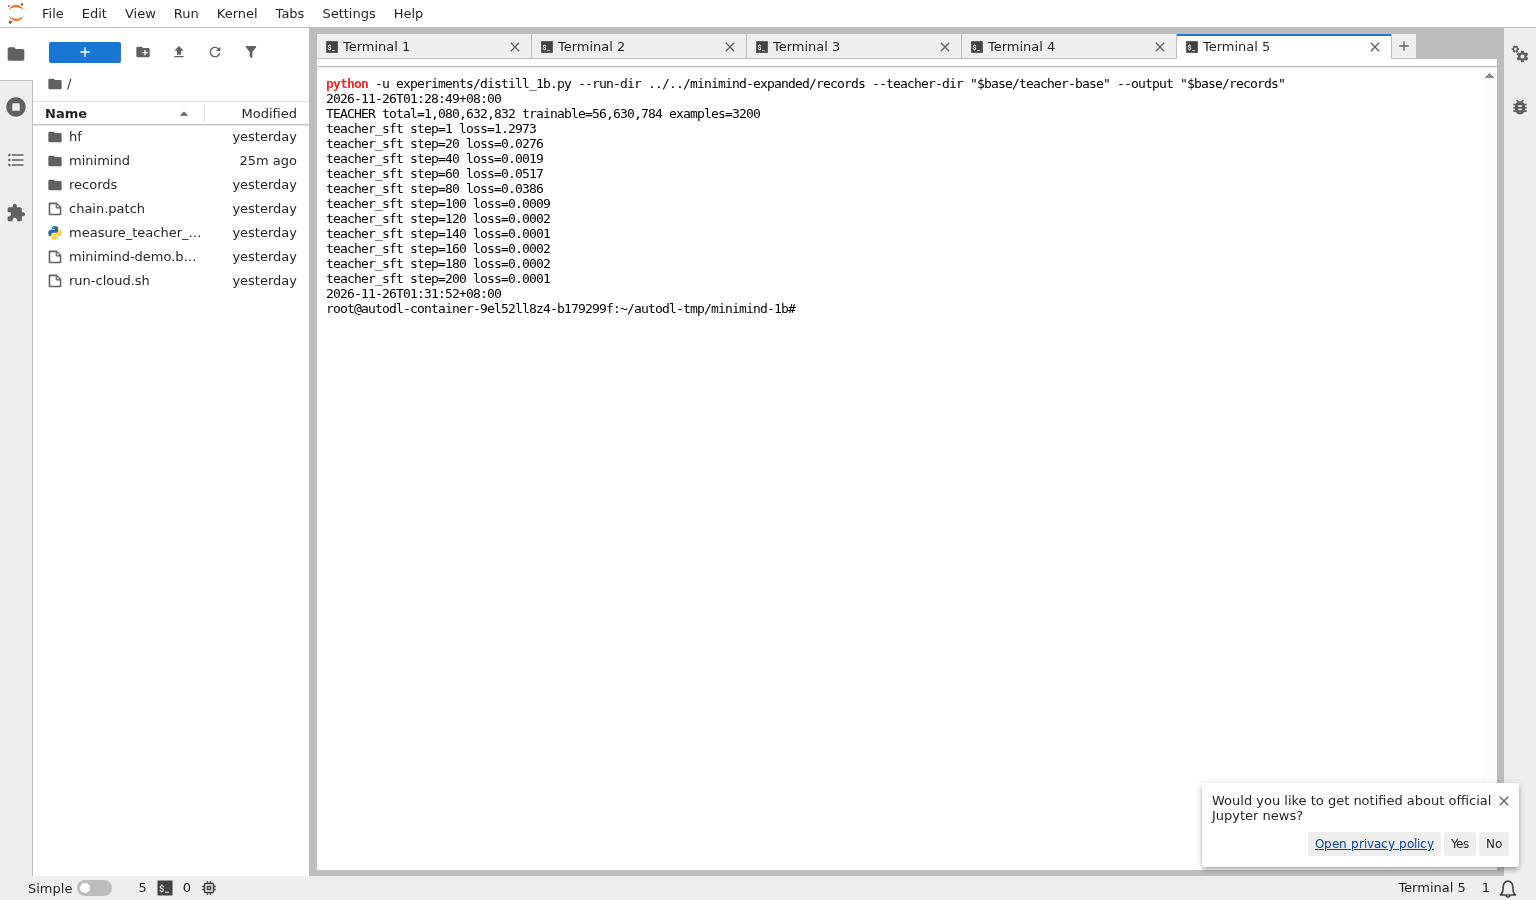 File Edit View Run Kernel Tabs Settings Help
Terminal 1
Terminal 2
Terminal 3
Terminal 4
Terminal 5
/
Name Modified
hf yesterday
minimind 25m ago
records yesterday
chain.patch yesterday
measure_teacher_... yesterday
minimind-demo.b... yesterday
run-cloud.sh yesterday
python -u experiments/distill_1b.py --run-dir ../../minimind-expanded/records --teacher-dir "$base/teacher-base" --output "$base/records"
2026-11-26T01:28:49+08:00
TEACHER total=1,080,632,832 trainable=56,630,784 examples=3200
teacher_sft step=1 loss=1.2973
teacher_sft step=20 loss=0.0276
teacher_sft step=40 loss=0.0019
teacher_sft step=60 loss=0.0517
teacher_sft step=80 loss=0.0386
teacher_sft step=100 loss=0.0009
teacher_sft step=120 loss=0.0002
teacher_sft step=140 loss=0.0001
teacher_sft step=160 loss=0.0002
teacher_sft step=180 loss=0.0002
teacher_sft step=200 loss=0.0001
2026-11-26T01:31:52+08:00
root@autodl-container-9el52ll8z4-b179299f:~/autodl-tmp/minimind-1b#
Would you like to get notified about official
Jupyter news?
Open privacy policy Yes No
Simple 5 $_ 0 Terminal 5 1